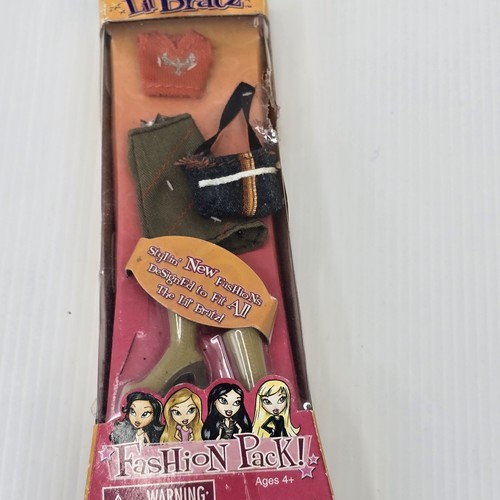 Lil' Bratz
Stylin' New Fashions
Designed to Fit All
The Lil' Bratz!
Fashion Pack!
Ages 4+
WARNING: